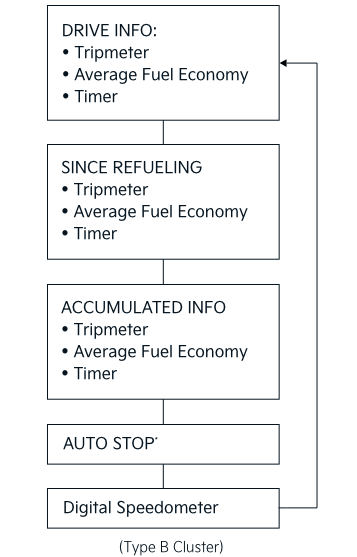 DRIVE INFO:
• Tripmeter
• Average Fuel Economy
• Timer
SINCE REFUELING
• Tripmeter
• Average Fuel Economy
• Timer
ACCUMULATED INFO
• Tripmeter
• Average Fuel Economy
• Timer
AUTO STOP*
Digital Speedometer
(Type B Cluster)